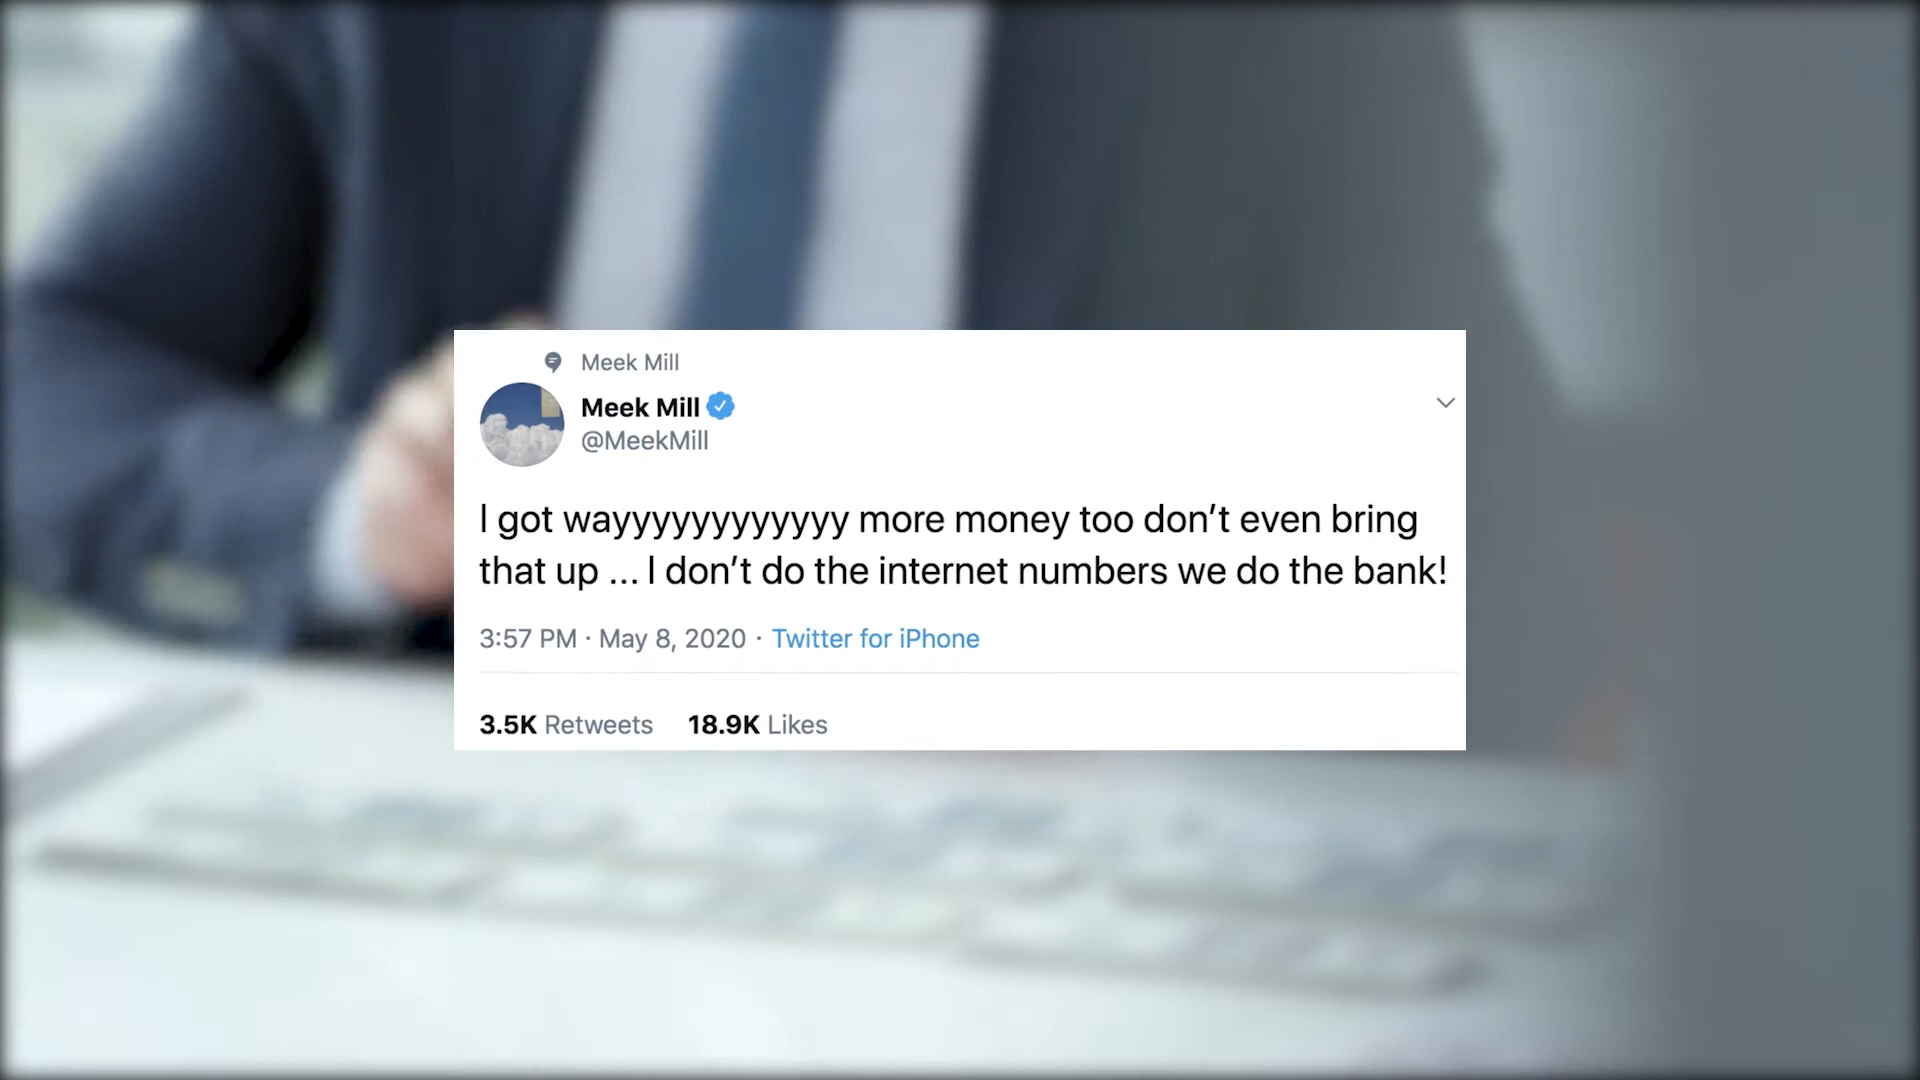 Meek Mill
Meek Mill
@MeekMill
I got wayyyyyyyyyyyy more money too don’t even bring
that up ... I don’t do the internet numbers we do the bank!
3:57 PM · May 8, 2020 · Twitter for iPhone
3.5K Retweets 18.9K Likes